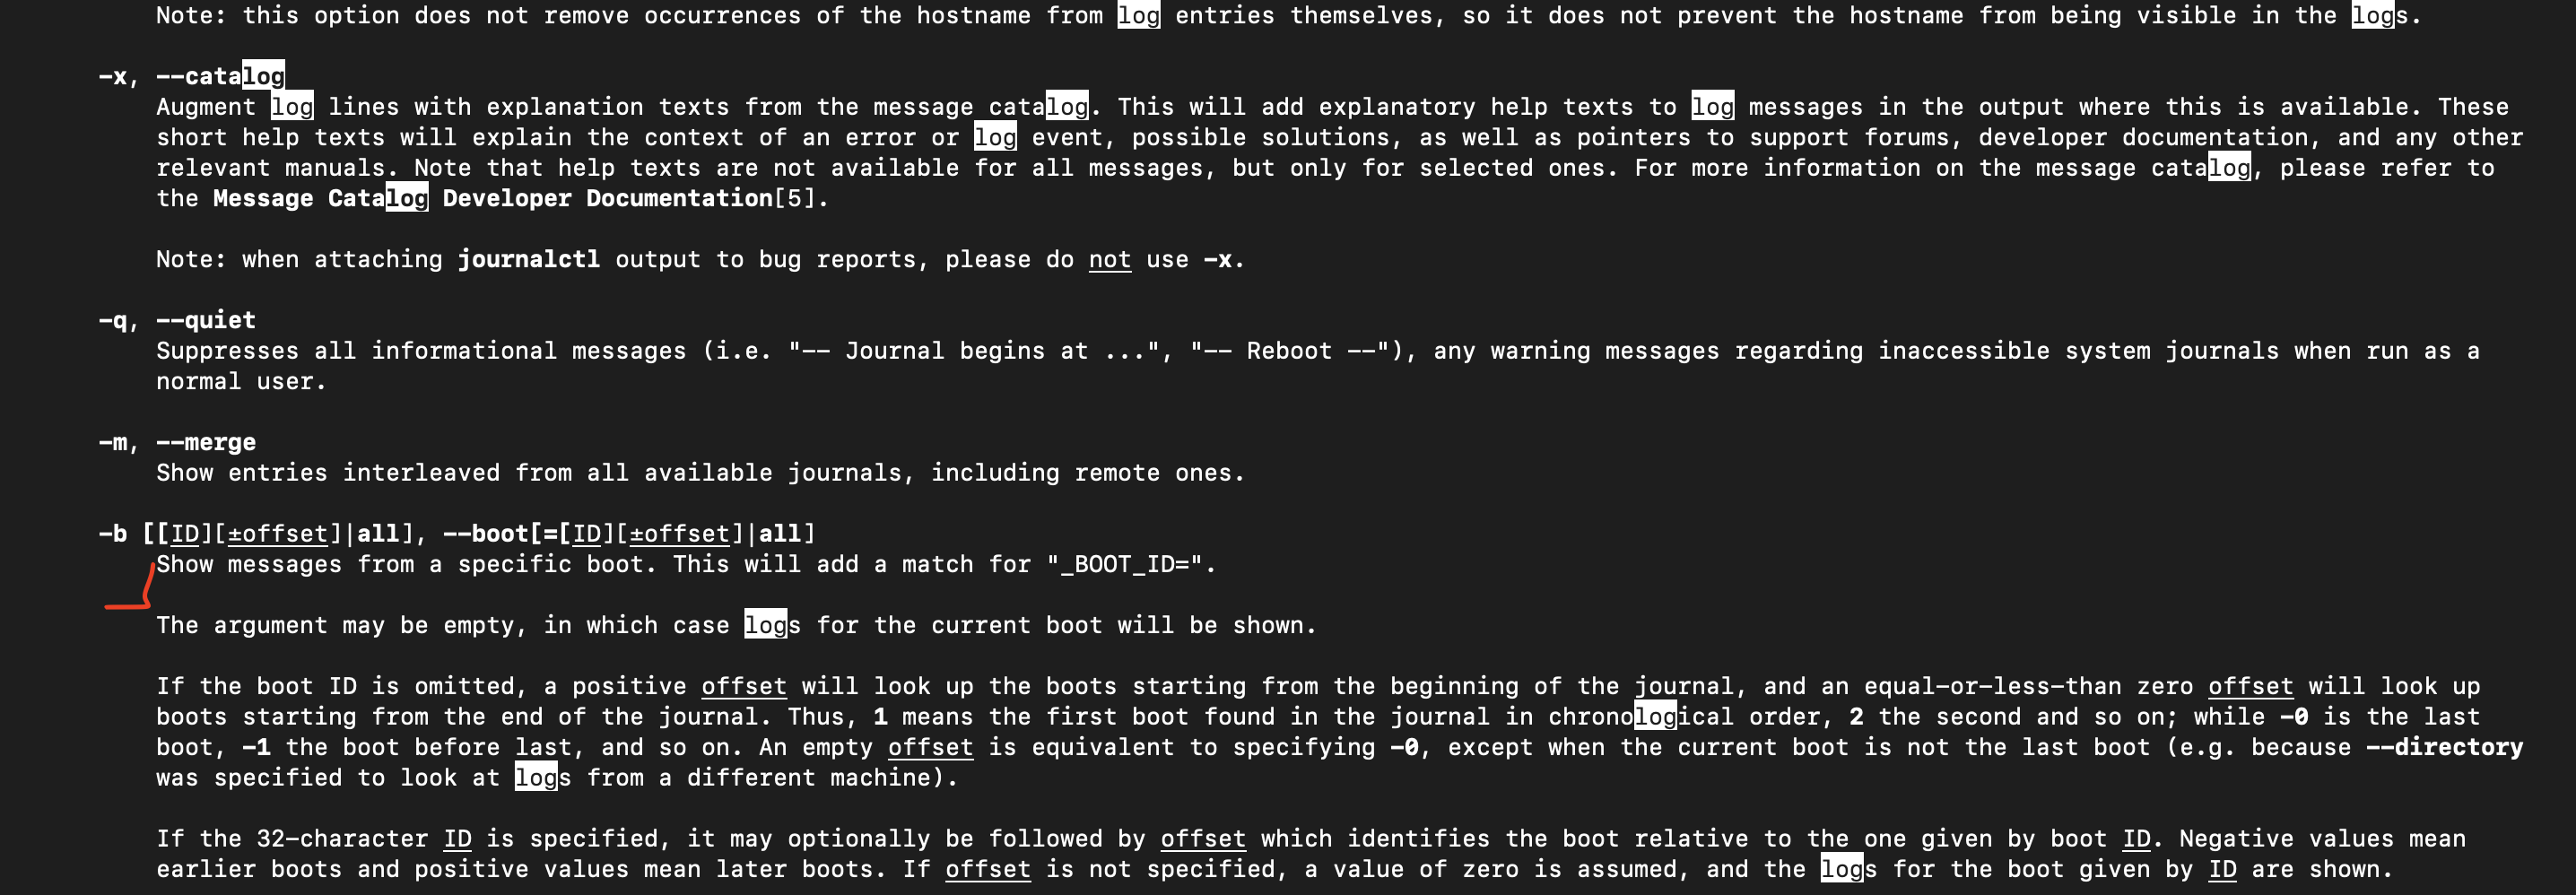 Note: this option does not remove occurrences of the hostname from log entries themselves, so it does not prevent the hostname from being visible in the logs.
-x, --catalog
Augment log lines with explanation texts from the message catalog. This will add explanatory help texts to log messages in the output where this is available. These
short help texts will explain the context of an error or log event, possible solutions, as well as pointers to support forums, developer documentation, and any other
relevant manuals. Note that help texts are not available for all messages, but only for selected ones. For more information on the message catalog, please refer to
the Message Catalog Developer Documentation[5].
Note: when attaching journalctl output to bug reports, please do not use -x.
-q, --quiet
Suppresses all informational messages (i.e. "-- Journal begins at ...", "-- Reboot --"), any warning messages regarding inaccessible system journals when run as a
normal user.
-m, --merge
Show entries interleaved from all available journals, including remote ones.
-b [[ID][±offset]|all], --boot[=[ID][±offset]|all]
Show messages from a specific boot. This will add a match for "_BOOT_ID=".
The argument may be empty, in which case logs for the current boot will be shown.
If the boot ID is omitted, a positive offset will look up the boots starting from the beginning of the journal, and an equal-or-less-than zero offset will look up
boots starting from the end of the journal. Thus, 1 means the first boot found in the journal in chronological order, 2 the second and so on; while -0 is the last
boot, -1 the boot before last, and so on. An empty offset is equivalent to specifying -0, except when the current boot is not the last boot (e.g. because --directory
was specified to look at logs from a different machine).
If the 32-character ID is specified, it may optionally be followed by offset which identifies the boot relative to the one given by boot ID. Negative values mean
earlier boots and positive values mean later boots. If offset is not specified, a value of zero is assumed, and the logs for the boot given by ID are shown.